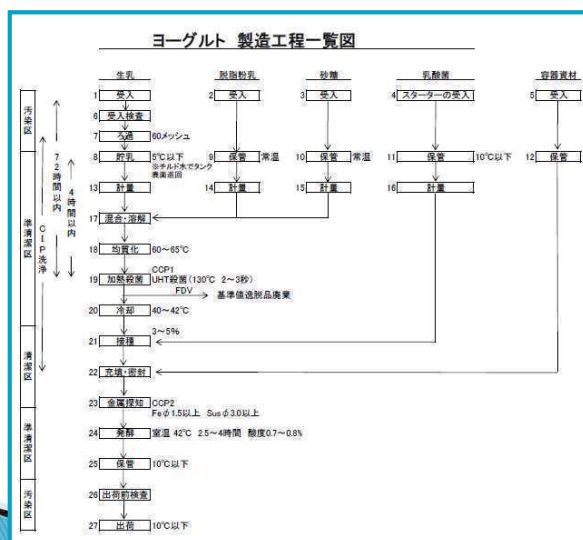 ヨーグルト 製造工程一覧図
生乳 脱脂粉乳 砂糖 乳酸菌 容器資材
1 受入 2 受入 3 受入 4 スターターの受入 5 受入
6 受入検査
7 ろ過 60メッシュ
8 貯乳 5℃以下 9 保管 常温 10 保管 常温 11 保管 10℃以下 12 保管
※チルド水でタンク
裏面巡回
13 計量 14 計量 15 計量 16 計量
17 混合・溶解
18 均質化 60～65℃
CCP1
19 加熱殺菌 UHT殺菌(130℃ 2～3秒)
FDV 基準値逸脱品廃棄
20 冷却 40～42℃
3～5%
21 接種
22 充填・密封
23 金属探知 CCP2
Feφ1.5以上 Susφ3.0以上
24 発酵 室温 42℃ 2.5～4時間 酸度0.7～0.8%
25 保管 10℃以下
26 出荷前検査
27 出荷 10℃以下
汚染区
準清潔区
清潔区
準清潔区
汚染区
72時間以内
CIP洗浄
4時間以内